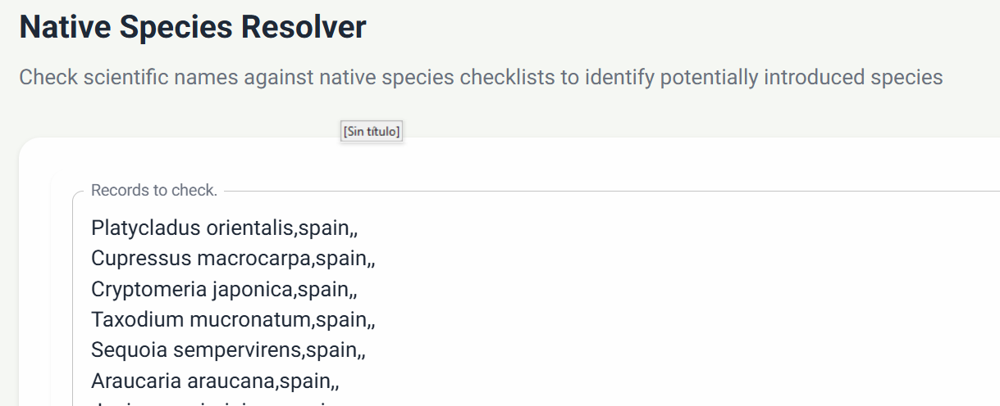 Native Species Resolver
Check scientific names against native species checklists to identify potentially introduced species
[Sin título]
Records to check.
Platycladus orientalis,spain,,
Cupressus macrocarpa,spain,,
Cryptomeria japonica,spain,,
Taxodium mucronatum,spain,,
Sequoia sempervirens,spain,,
Araucaria araucana,spain,,